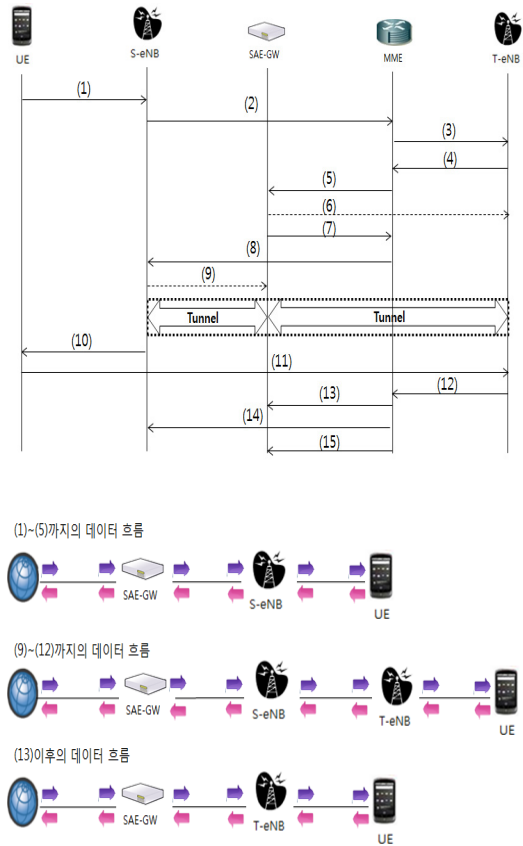 UE
S-eNB
SAE-GW
MME
T-eNB
(1)
(2)
(3)
(4)
(5)
(6)
(7)
(8)
(9)
Tunnel
Tunnel
(10)
(11)
(12)
(13)
(14)
(15)
(1)~(5)까지의 데이터 흐름
SAE-GW
S-eNB
UE
(9)~(12)까지의 데이터 흐름
SAE-GW
S-eNB
T-eNB
UE
(13)이후의 데이터 흐름
SAE-GW
T-eNB
UE